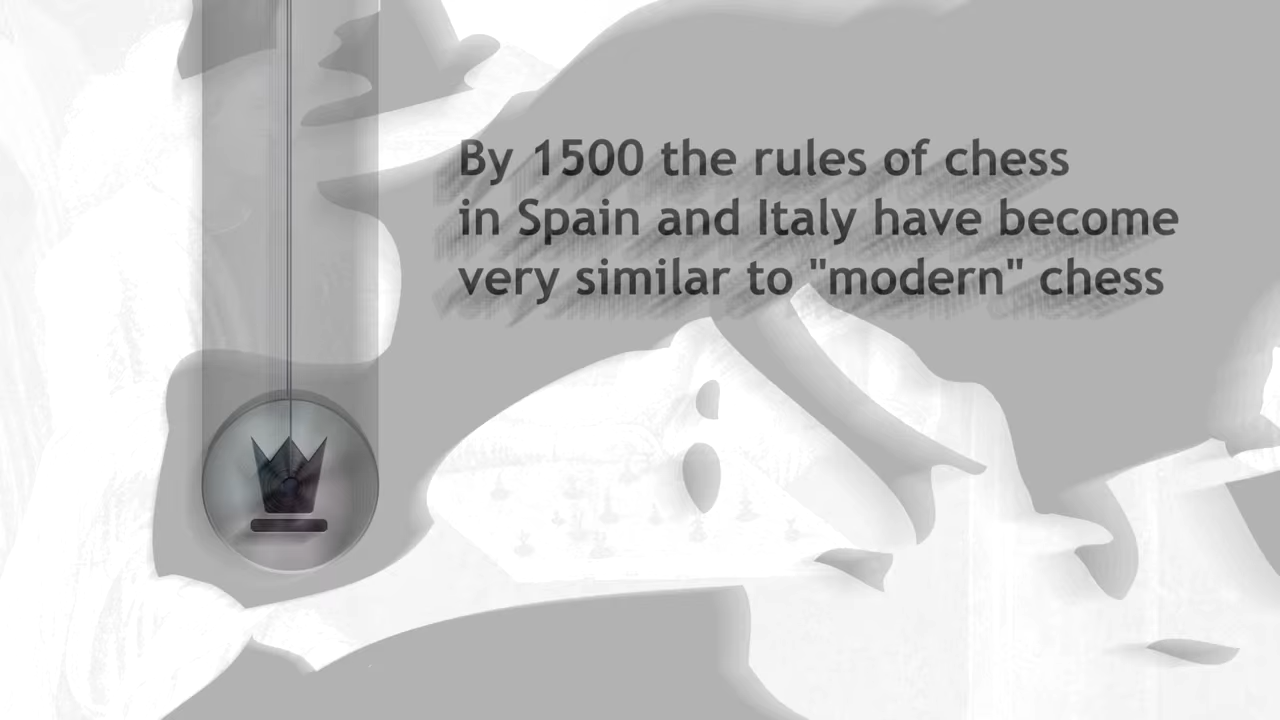 By 1500 the rules of chess
in Spain and Italy have become
very similar to "modern" chess